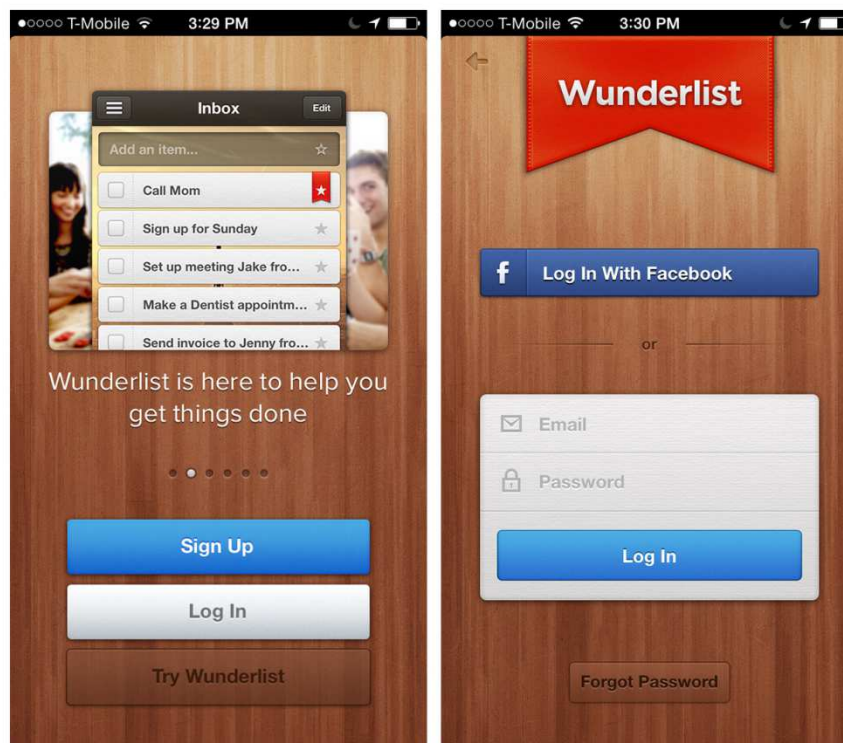 T-Mobile 3:29 PM
Inbox
Edit
Add an item...
Call Mom
Sign up for Sunday
Set up meeting Jake fro...
Make a Dentist appointm...
Send invoice to Jenny fro...
Wunderlist is here to help you
get things done
Sign Up
Log In
Try Wunderlist
T-Mobile 3:30 PM
Wunderlist
f Log In With Facebook
or
Email
Password
Log In
Forgot Password